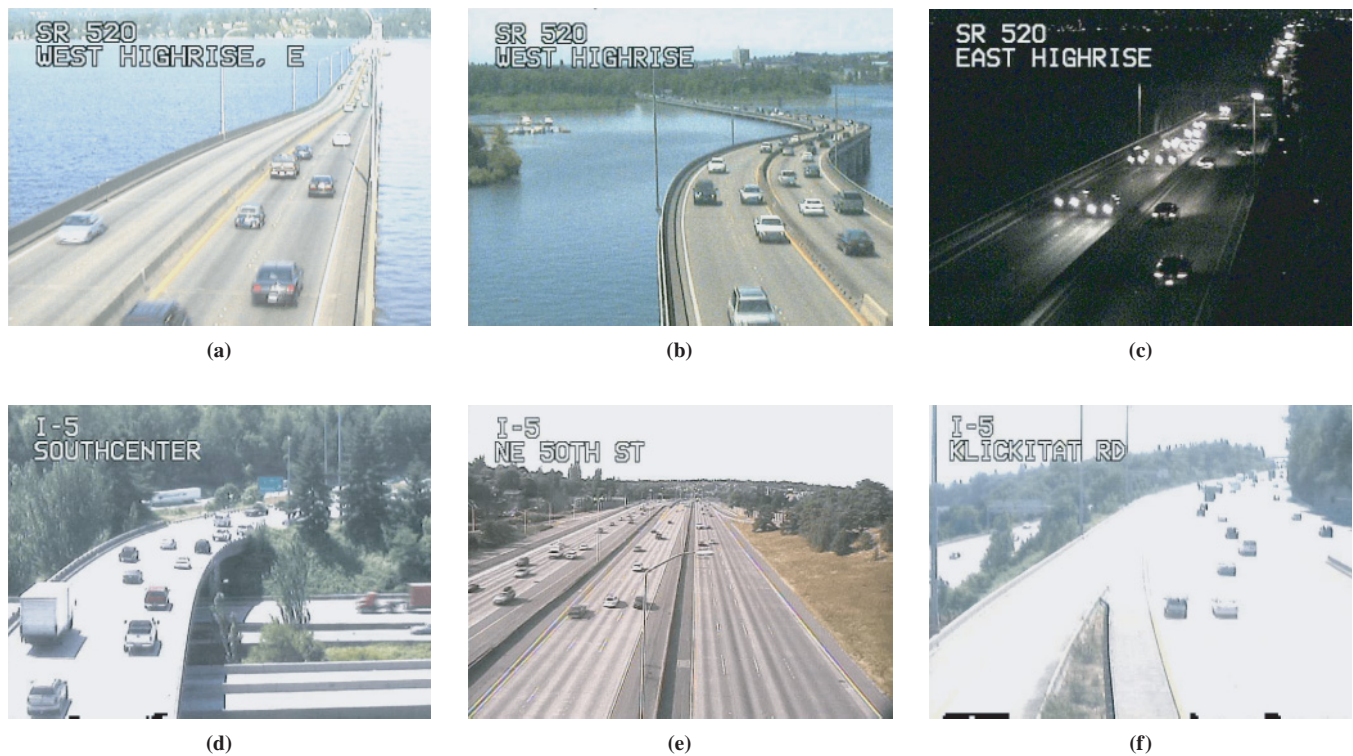 SR 520
WEST HIGHRISE, E
SR 520
WEST HIGHRISE
SR 520
EAST HIGHRISE
(a)
(b)
(c)
I-5
SOUTHCENTER
I-5
NE 50TH ST
I-5
KLICKITAT RD
(d)
(e)
(f)